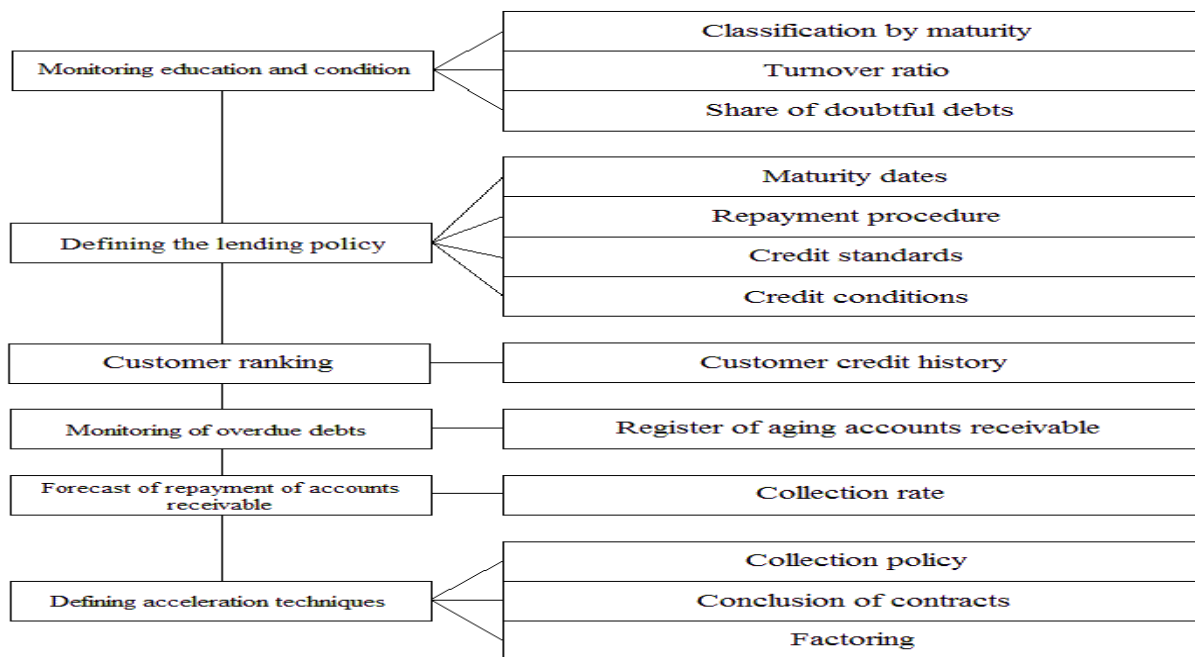 Monitoring education and condition
Classification by maturity
Turnover ratio
Share of doubtful debts
Defining the lending policy
Maturity dates
Repayment procedure
Credit standards
Credit conditions
Customer ranking
Customer credit history
Monitoring of overdue debts
Register of aging accounts receivable
Forecast of repayment of accounts
receivable
Collection rate
Defining acceleration techniques
Collection policy
Conclusion of contracts
Factoring